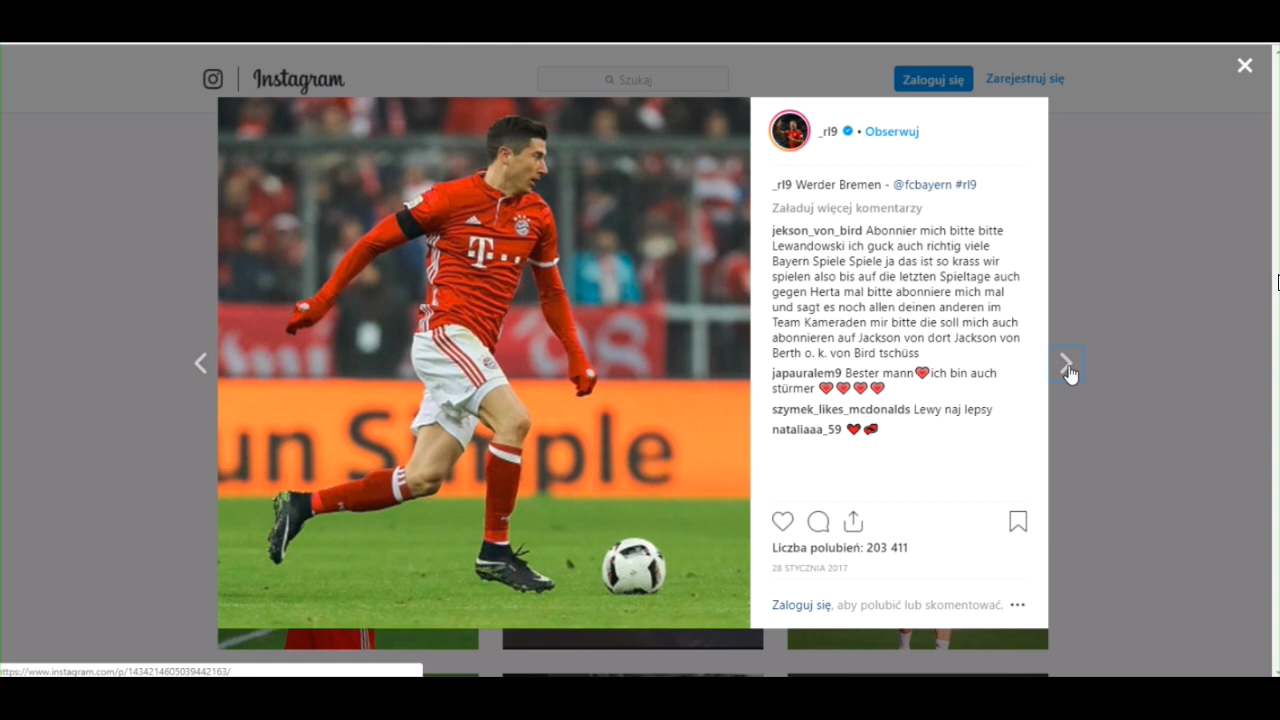 Instagram
Szukaj
Zaloguj się
Zarejestruj się
_rl9 • Obserwuj
_rl9 Werder Bremen - @fcbayern #rl9
Załaduj więcej komentarzy
jekson_von_bird Abonnier mich bitte bitte
Lewandowski ich guck auch richtig viele
Bayern Spiele Spiele ja das ist so krass wir
spielen also bis auf die letzten Spieltage auch
gegen Herta mal bitte abonniere mich mal
und sagt es noch allen deinen anderen im
Team Kameraden mir bitte die soll mich auch
abonnieren auf Jackson von dort Jackson von
Berth o. k. von Bird tschüss
japauralem9 Bester mann❤️ich bin auch
stürmer ❤️❤️❤️❤️
szymek_likes_mcdonalds Lewy naj lepsy
nataliaaa_59 ❤️💋
Liczba polubień: 203 411
28 STYCZNIA 2017
Zaloguj się, aby polubić lub skomentować.
T
un Simple
https://www.instagram.com/p/1434214605039442163/